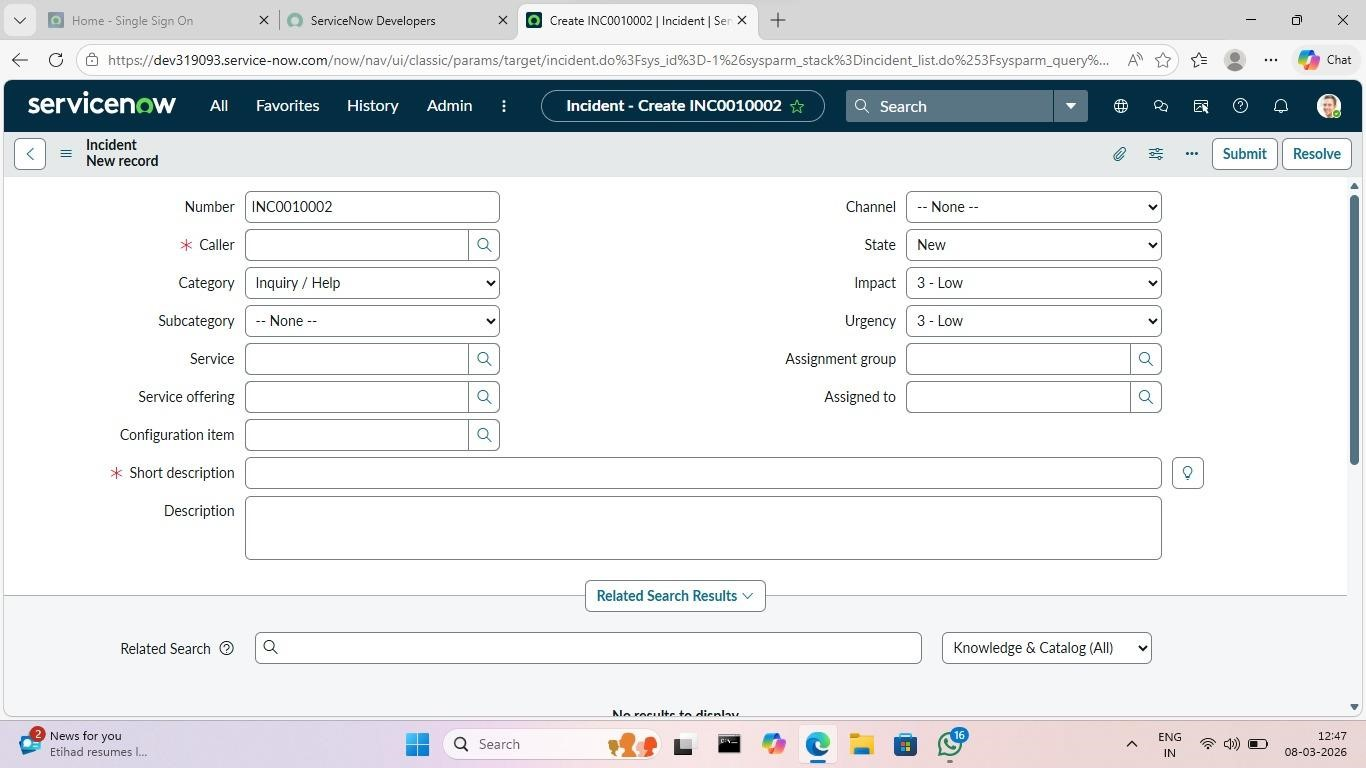 Home - Single Sign On
ServiceNow Developers
Create INC0010002 | Incident | Ser
https://dev319093.service-now.com/now/nav/ui/classic/params/target/incident.do%3Fsys_id%3D-1%26sysparm_stack%3Dincident_list.do%253Fsysparm_query%...
Chat
servicenow
All
Favorites
History
Admin
Incident - Create INC0010002
Search
Incident
New record
Submit
Resolve
Number
INC0010002
Channel
-- None --
* Caller
State
New
Category
Inquiry / Help
Impact
3 - Low
Subcategory
-- None --
Urgency
3 - Low
Service
Assignment group
Service offering
Assigned to
Configuration item
* Short description
Description
Related Search Results
Related Search
Knowledge & Catalog (All)
No results to display
2
News for you
Etihad resumes l...
Search
16
ENG
IN
12:47
08-03-2026